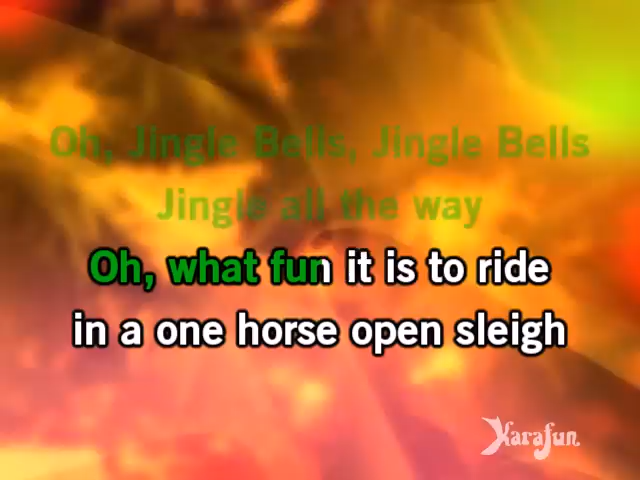 Oh, Jingle Bells, Jingle Bells
Jingle all the way
Oh, what fun it is to ride
in a one horse open sleigh
Karafun